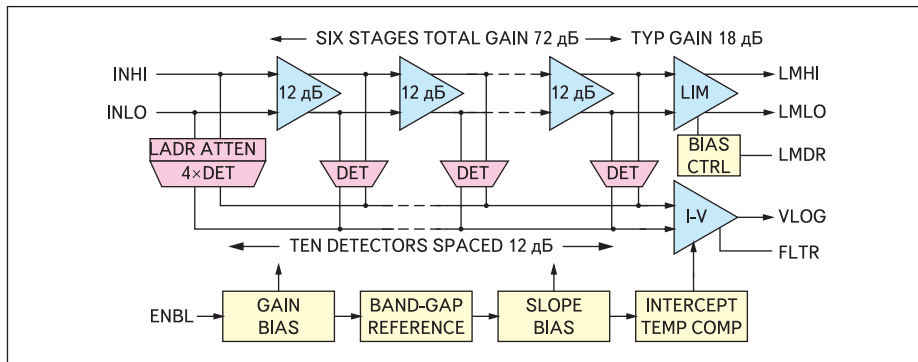 SIX STAGES TOTAL GAIN 72 дБ
TYP GAIN 18 дБ
INHI
12 дБ
12 дБ
12 дБ
LIM
LMHI
INLO
LMLO
LADR ATTEN
4×DET
DET
DET
DET
BIAS
CTRL
LMDR
I-V
VLOG
TEN DETECTORS SPACED 12 дБ
FLTR
ENBL
GAIN
BIAS
BAND-GAP
REFERENCE
SLOPE
BIAS
INTERCEPT
TEMP COMP